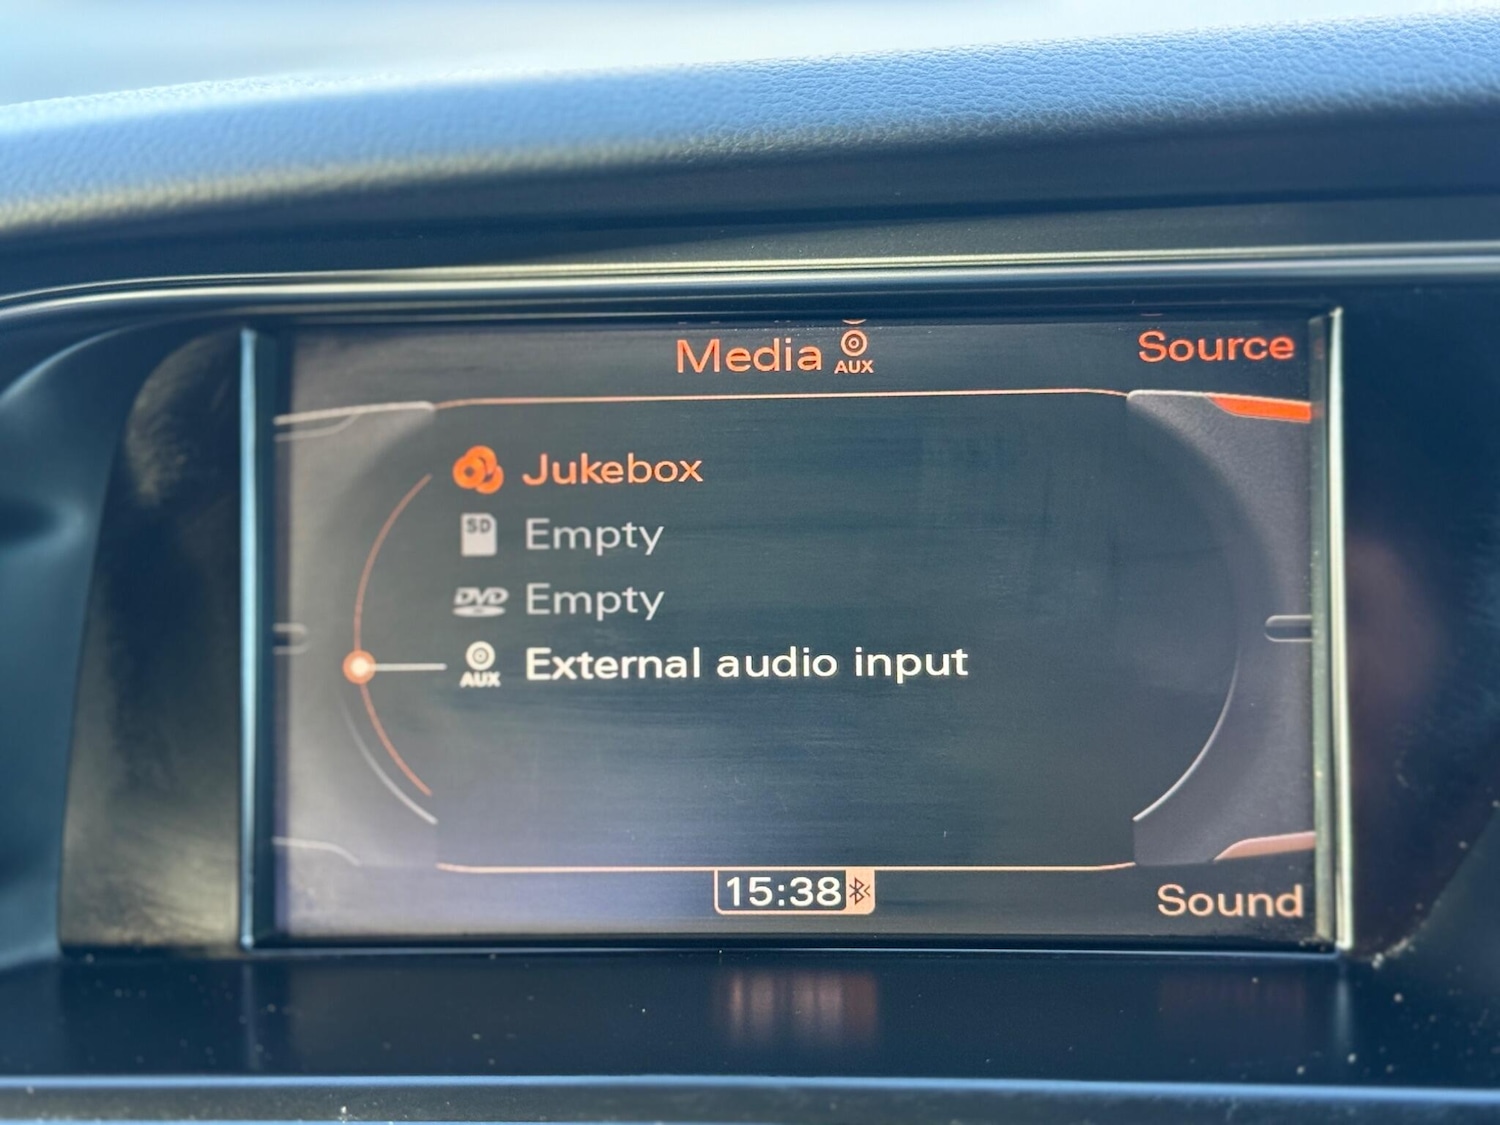 Media AUX
Source
Jukebox
SD Empty
DVD Empty
AUX External audio input
15:38
Sound